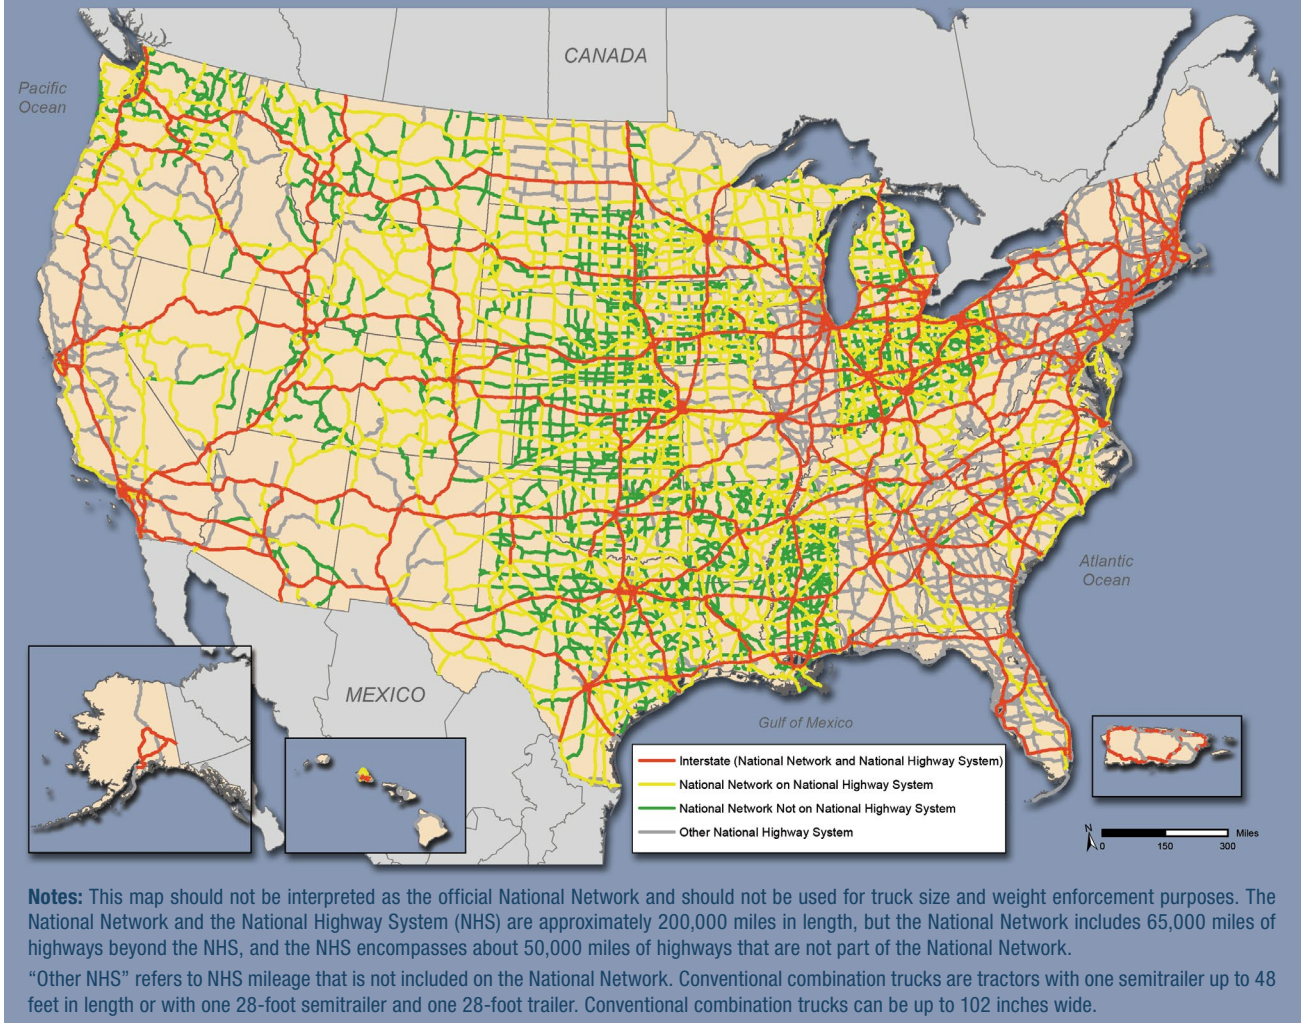 CANADA
Pacific
Ocean
Atlantic
Ocean
MEXICO
Gulf of Mexico
Interstate (National Network and National Highway System)
National Network on National Highway System
National Network Not on National Highway System
Other National Highway System
N
Miles
0 150 300
Notes: This map should not be interpreted as the official National Network and should not be used for truck size and weight enforcement purposes. The
National Network and the National Highway System (NHS) are approximately 200,000 miles in length, but the National Network includes 65,000 miles of
highways beyond the NHS, and the NHS encompasses about 50,000 miles of highways that are not part of the National Network.
“Other NHS” refers to NHS mileage that is not included on the National Network. Conventional combination trucks are tractors with one semitrailer up to 48
feet in length or with one 28-foot semitrailer and one 28-foot trailer. Conventional combination trucks can be up to 102 inches wide.